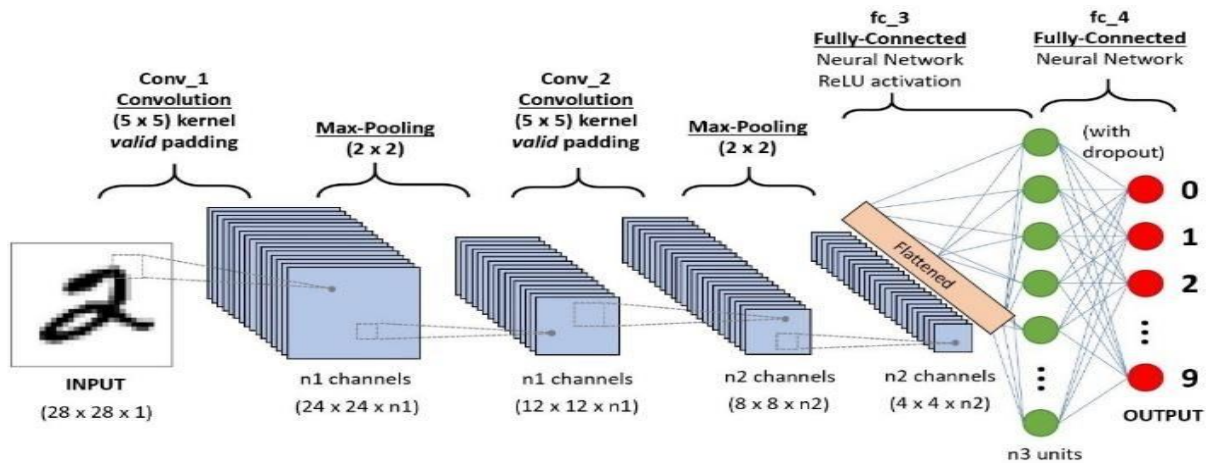 Conv_1
Convolution
(5 x 5) kernel
valid padding
Max-Pooling
(2 x 2)
Conv_2
Convolution
(5 x 5) kernel
valid padding
Max-Pooling
(2 x 2)
fc_3
Fully-Connected
Neural Network
ReLU activation
fc_4
Fully-Connected
Neural Network
(with
dropout)
Flattened
0
1
2
9
OUTPUT
2
INPUT
(28 x 28 x 1)
n1 channels
(24 x 24 x n1)
n1 channels
(12 x 12 x n1)
n2 channels
(8 x 8 x n2)
n2 channels
(4 x 4 x n2)
n3 units